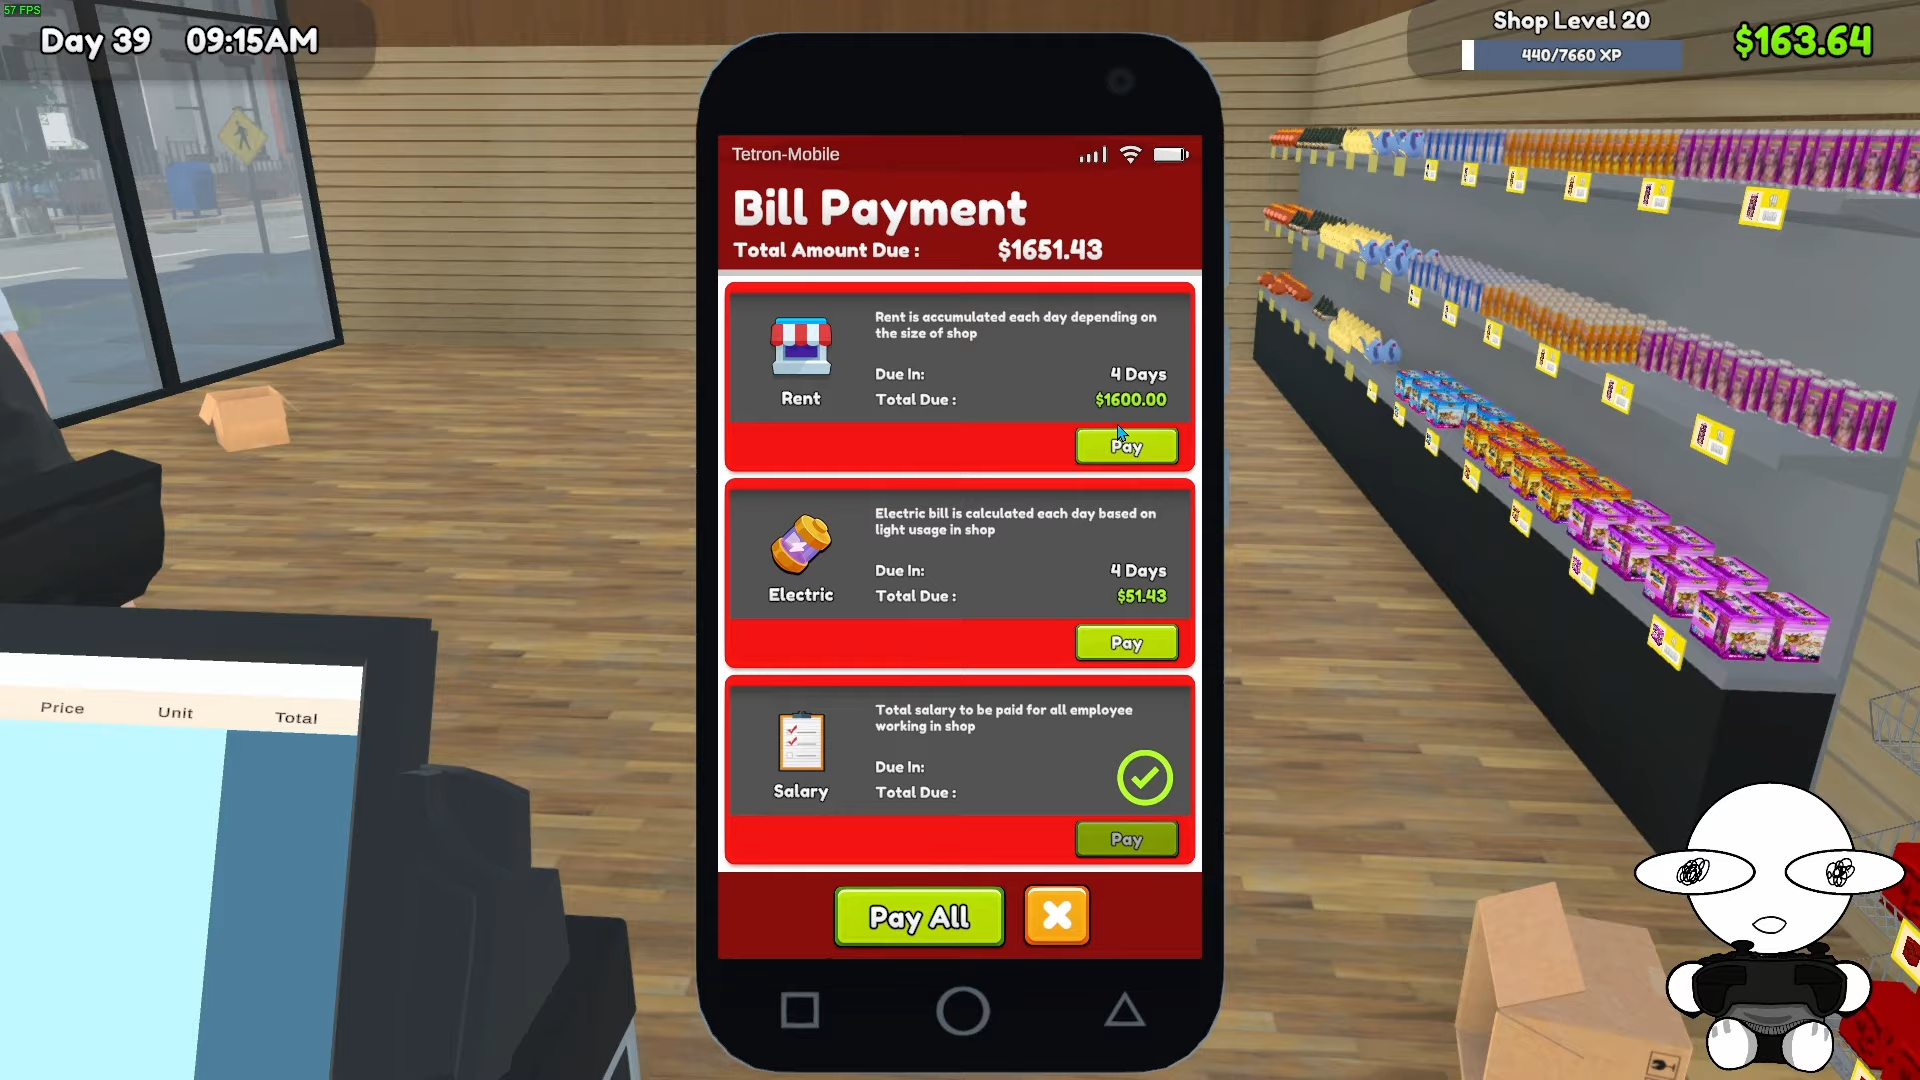 57 FPS
Day 39 09:15AM
Shop Level 20
440/7660 XP
$163.64
Tetron-Mobile
Bill Payment
Total Amount Due : $1651.43
Rent is accumulated each day depending on
the size of shop
Due In: 4 Days
Total Due : $1600.00
Rent
Pay
Electric bill is calculated each day based on
light usage in shop
Due In: 4 Days
Total Due : $51.43
Electric
Pay
Total salary to be paid for all employee
working in shop
Due In:
Total Due :
Salary
Pay
Pay All
Price Unit Total